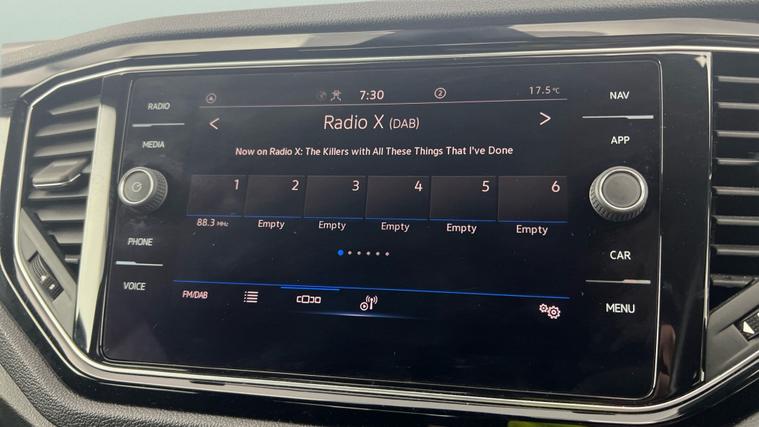 7:30 2 17.5°C
RADIO
NAV
< Radio X (DAB) >
MEDIA
APP
Now on Radio X: The Killers with All These Things That I've Done
1 2 3 4 5 6
88.3 MHz Empty Empty Empty Empty Empty
PHONE
CAR
VOICE
FM/DAB
MENU